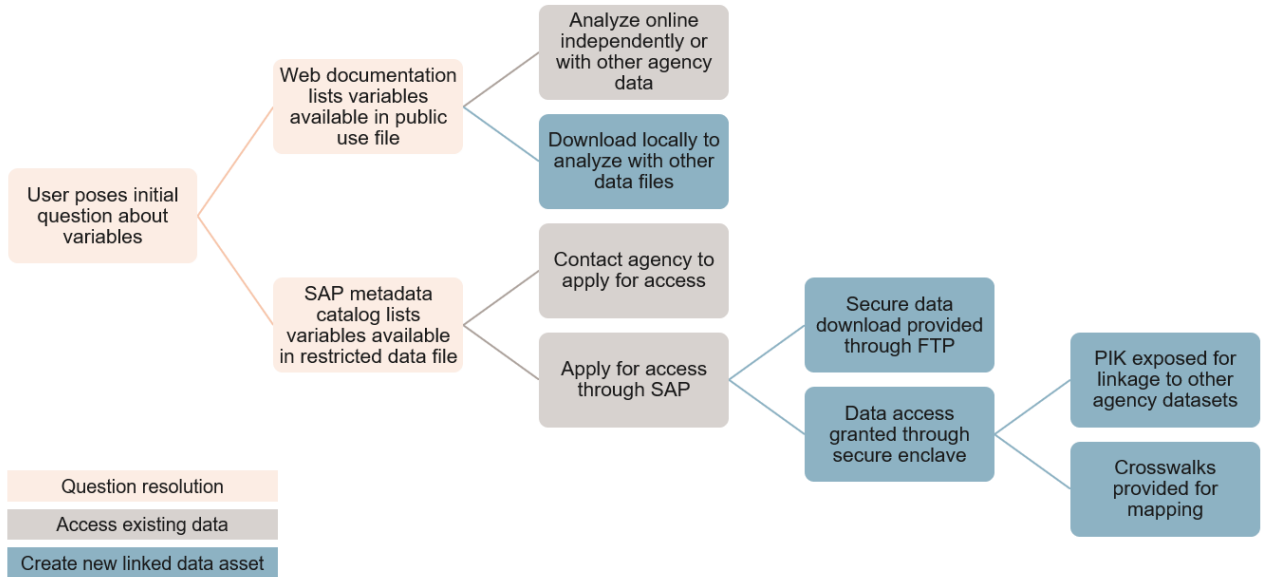 User poses initial
question about
variables
Web documentation
lists variables
available in public
use file
SAP metadata
catalog lists
variables available
in restricted data file
Analyze online
independently or
with other agency
data
Download locally to
analyze with other
data files
Contact agency to
apply for access
Apply for access
through SAP
Secure data
download provided
through FTP
Data access
granted through
secure enclave
PIK exposed for
linkage to other
agency datasets
Crosswalks
provided for
mapping
Question resolution
Access existing data
Create new linked data asset